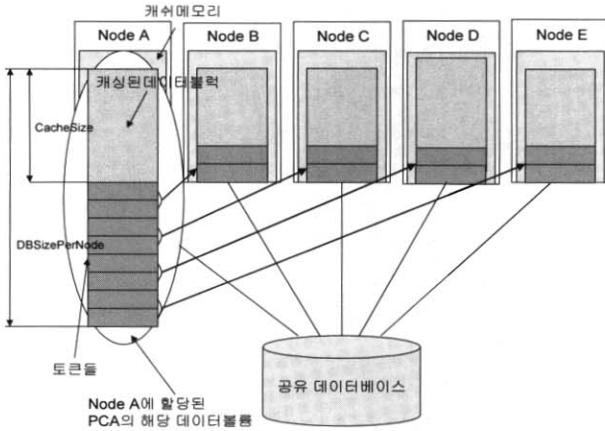 캐쉬메모리
Node A
Node B
Node C
Node D
Node E
캐싱된데이터블럭
CacheSize
DBSizePerNode
토큰들
공유 데이터베이스
Node A에 할당된
PCA의 해당 데이터볼륨